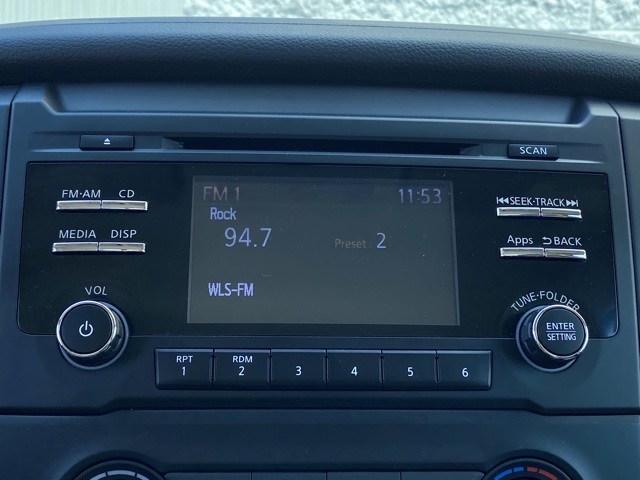 SCAN
FM·AM CD
MEDIA DISP
VOL
FM 1 11:53
Rock
94.7 Preset. 2
WLS-FM
SEEK·TRACK
Apps BACK
TUNE·FOLDER
ENTER
SETTING
RPT RDM
1 2 3 4 5 6